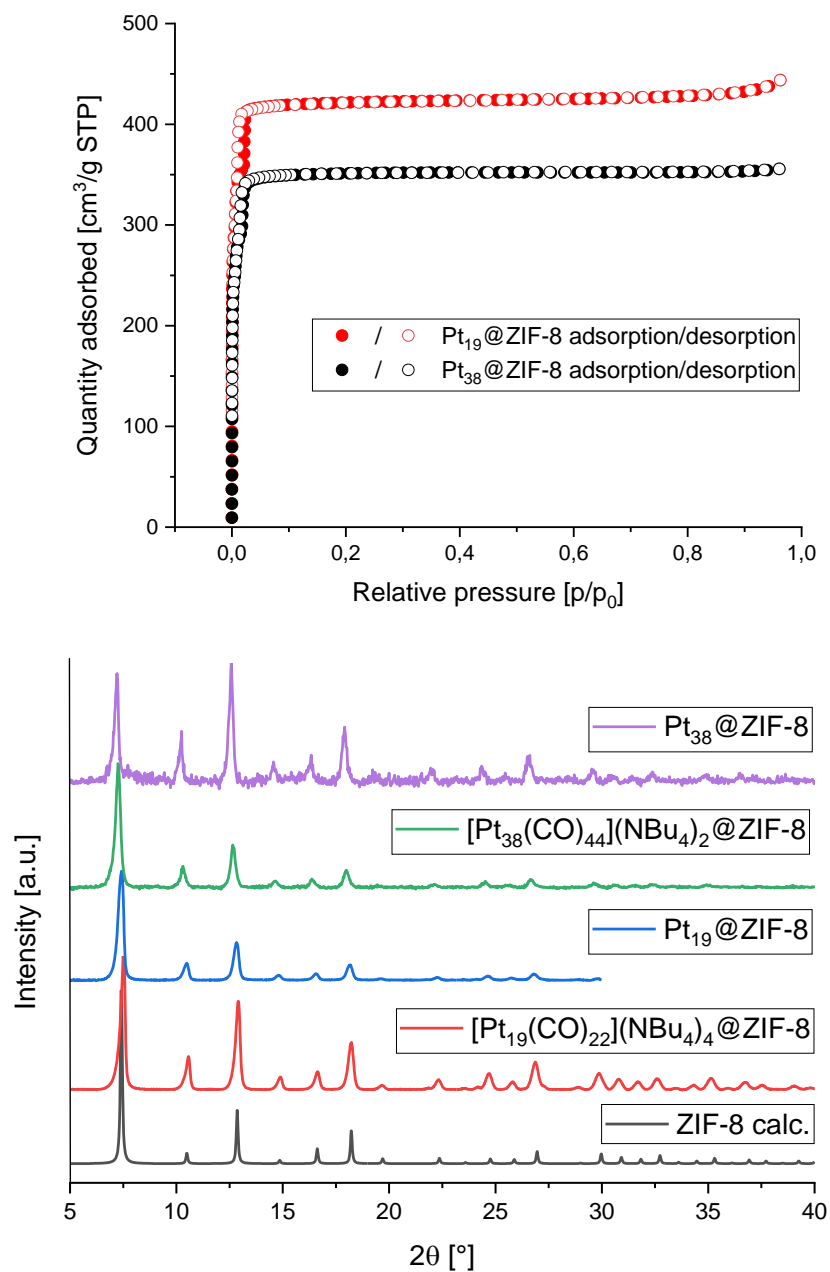 500
400
300
200
100
0
Quantity adsorbed [cm³/g STP]
/ Pt₁₉@ZIF-8 adsorption/desorption
/ Pt₃₈@ZIF-8 adsorption/desorption
0,0 0,2 0,4 0,6 0,8 1,0
Relative pressure [p/p₀]
Pt₃₈@ZIF-8
[Pt₃₈(CO)₄₄](NBu₄)₂@ZIF-8
Pt₁₉@ZIF-8
[Pt₁₉(CO)₂₂](NBu₄)₄@ZIF-8
ZIF-8 calc.
Intensity [a.u.]
5 10 15 20 25 30 35 40
2θ [°]